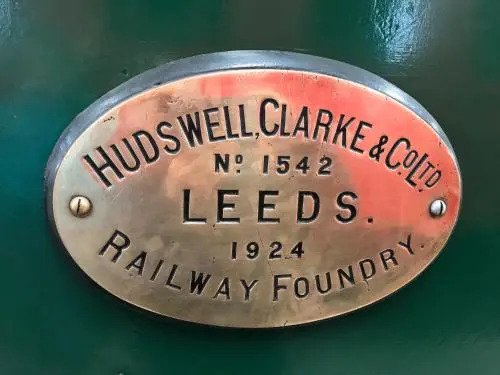 HUDSWELL, CLARKE & CO. LTD
No 1542
LEEDS.
1924
RAILWAY FOUNDRY.